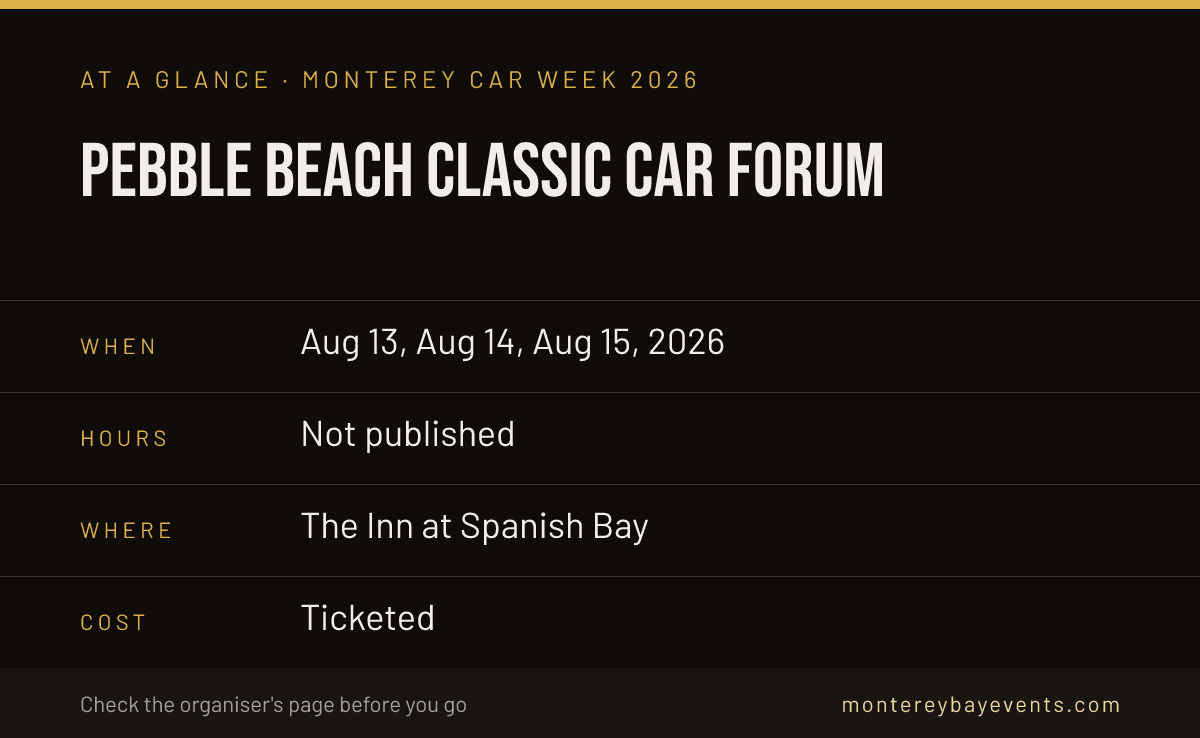 AT A GLANCE · MONTEREY CAR WEEK 2026
PEBBLE BEACH CLASSIC CAR FORUM
WHEN Aug 13, Aug 14, Aug 15, 2026
HOURS Not published
WHERE The Inn at Spanish Bay
COST Ticketed
Check the organiser's page before you go montereybayevents.com